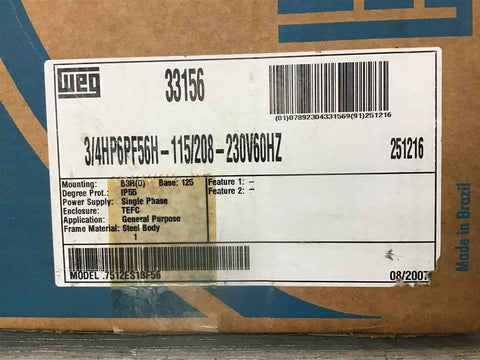 WEG
33156
(01)07892304331569(91)251216
3/4HP6PF56H-115/208-230V60HZ
251216
Mounting: B3R(D) Base: 125
Feature 1: --
Degree Prot.: IP55
Feature 2: --
Power Supply: Single Phase
Enclosure: TEFC
Application: General Purpose
Frame Material: Steel Body
1
MODEL .7512ES1BF56
08/2007
Made in Brazil